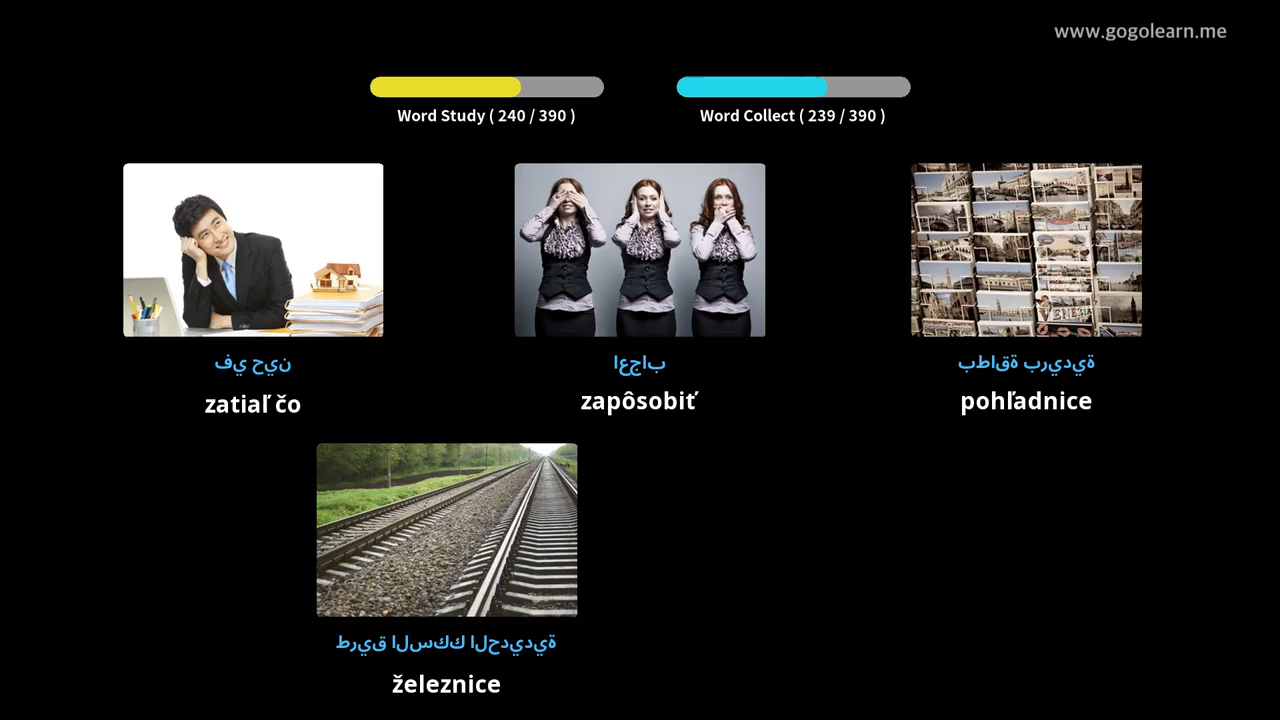 www.gogolearn.me
Word Study ( 240 / 390 )
Word Collect ( 239 / 390 )
في حين
اعجاب
بطاقة بريدية
zatiaľ čo
zapôsobiť
pohľadnice
طريق السكك الحديدية
železnice